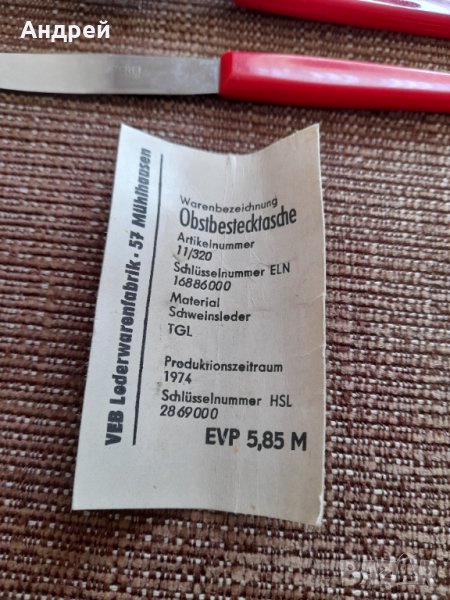 Андрей
VEB Lederwarenfabrik · 57 Mühlhausen
Warenbezeichnung
Obstbestecktasche
Artikelnummer
11/320
Schlüsselnummer ELN
16886000
Material
Schweinsleder
TGL
Produktionszeitraum
1974
Schlüsselnummer HSL
2869000
EVP 5,85 M